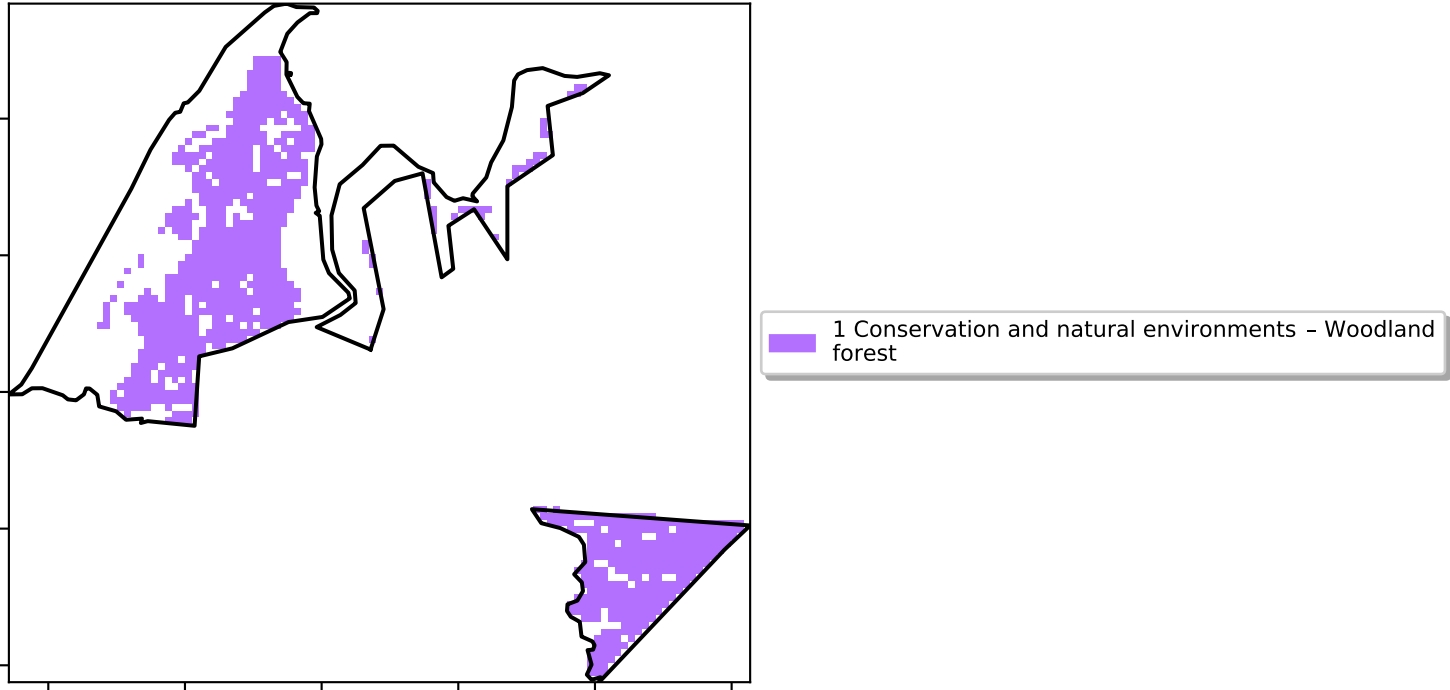 1 Conservation and natural environments – Woodland
forest